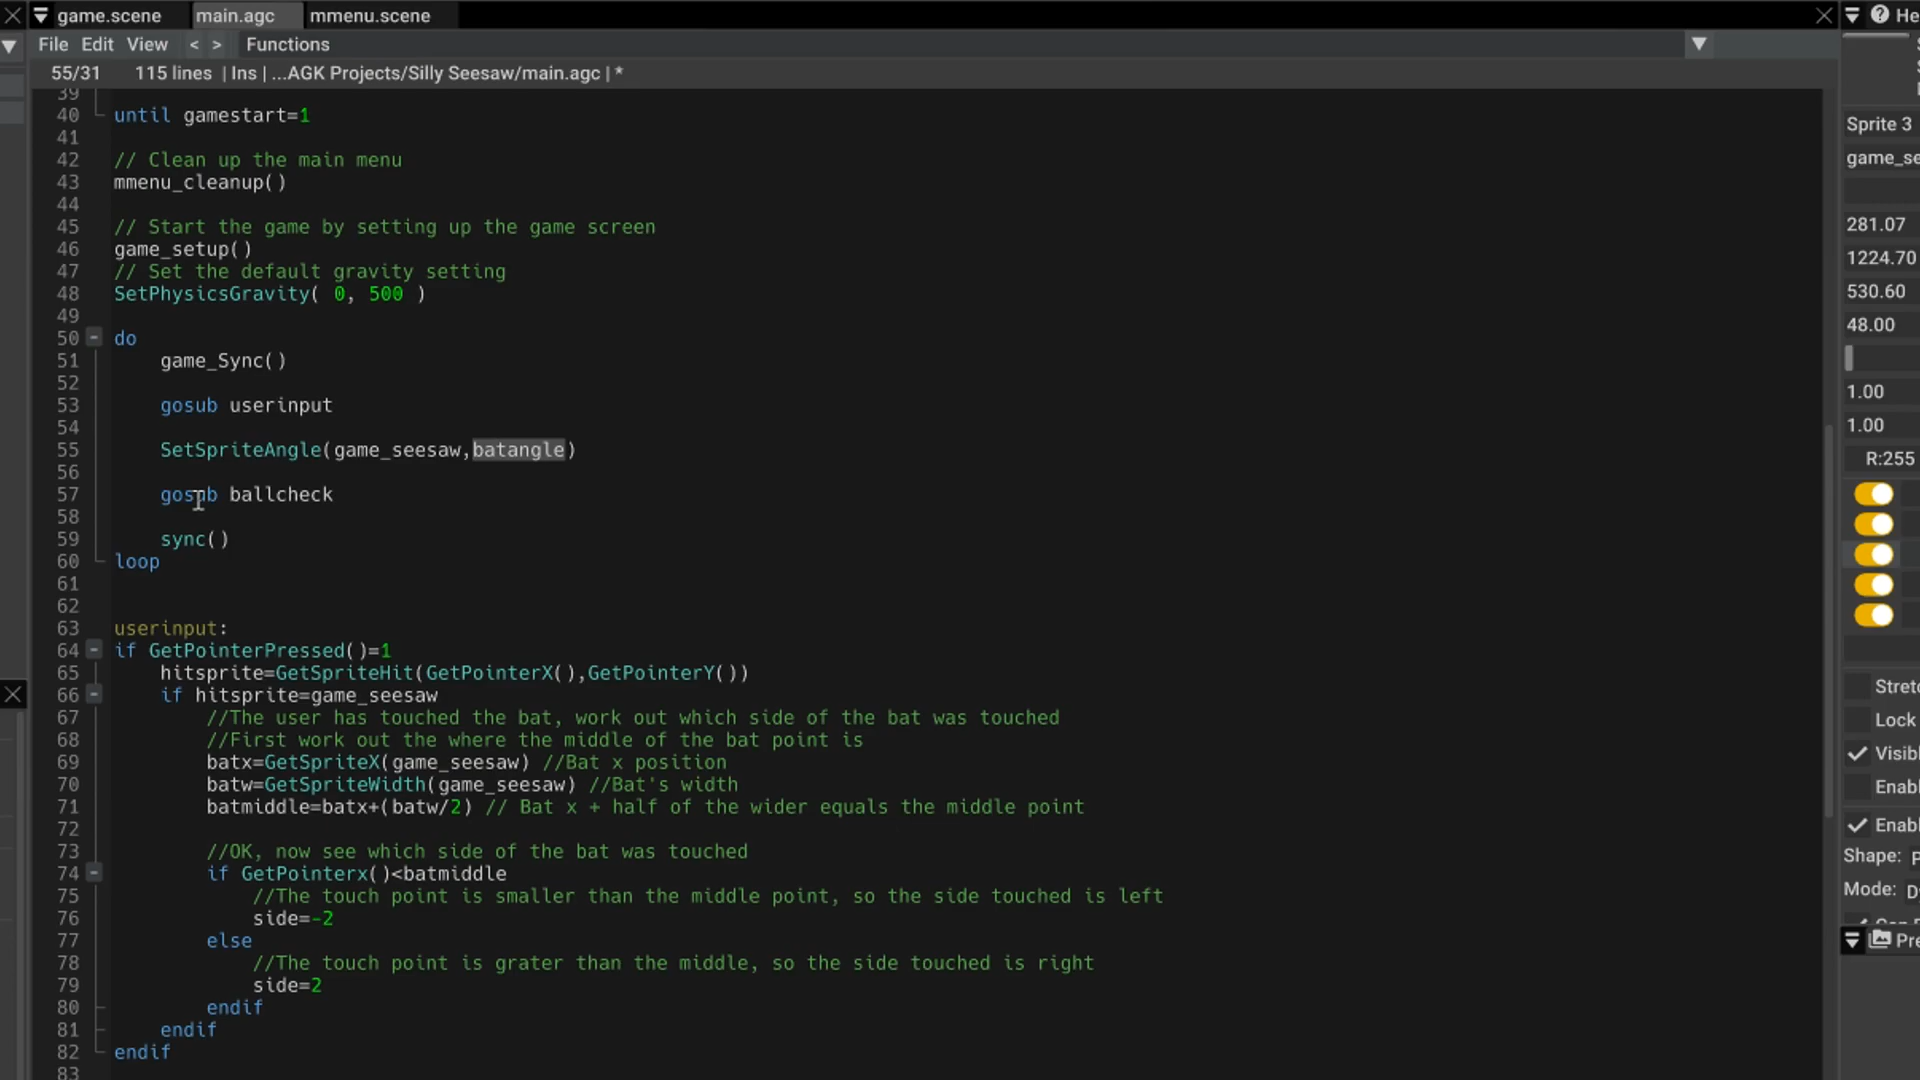 game.scene main.agc mmenu.scene He
File Edit View < > Functions
55/31 115 lines | Ins | ...AGK Projects/Silly Seesaw/main.agc | *
39
40 until gamestart=1
41
42 // Clean up the main menu
43 mmenu_cleanup()
44
45 // Start the game by setting up the game screen
46 game_setup()
47 // Set the default gravity setting
48 SetPhysicsGravity( 0, 500 )
49
50 do
51 game_Sync()
52
53 gosub userinput
54
55 SetSpriteAngle(game_seesaw,batangle)
56
57 gosub ballcheck
58
59 sync()
60 loop
61
62
63 userinput:
64 if GetPointerPressed()=1
65 hitsprite=GetSpriteHit(GetPointerX(),GetPointerY())
66 if hitsprite=game_seesaw
67 //The user has touched the bat, work out which side of the bat was touched
68 //First work out the where the middle of the bat point is
69 batx=GetSpriteX(game_seesaw) //Bat x position
70 batw=GetSpriteWidth(game_seesaw) //Bat's width
71 batmiddle=batx+(batw/2) // Bat x + half of the wider equals the middle point
72
73 //OK, now see which side of the bat was touched
74 if GetPointerx()<batmiddle
75 //The touch point is smaller than the middle point, so the side touched is left
76 side=-2
77 else
78 //The touch point is grater than the middle, so the side touched is right
79 side=2
80 endif
81 endif
82 endif
83
Sprite 3
game_se
281.07
1224.70
530.60
48.00
1.00
1.00
R:255
Stretc
Lock
Visibl
Enabl
Enabl
Shape: P
Mode: D
Pre